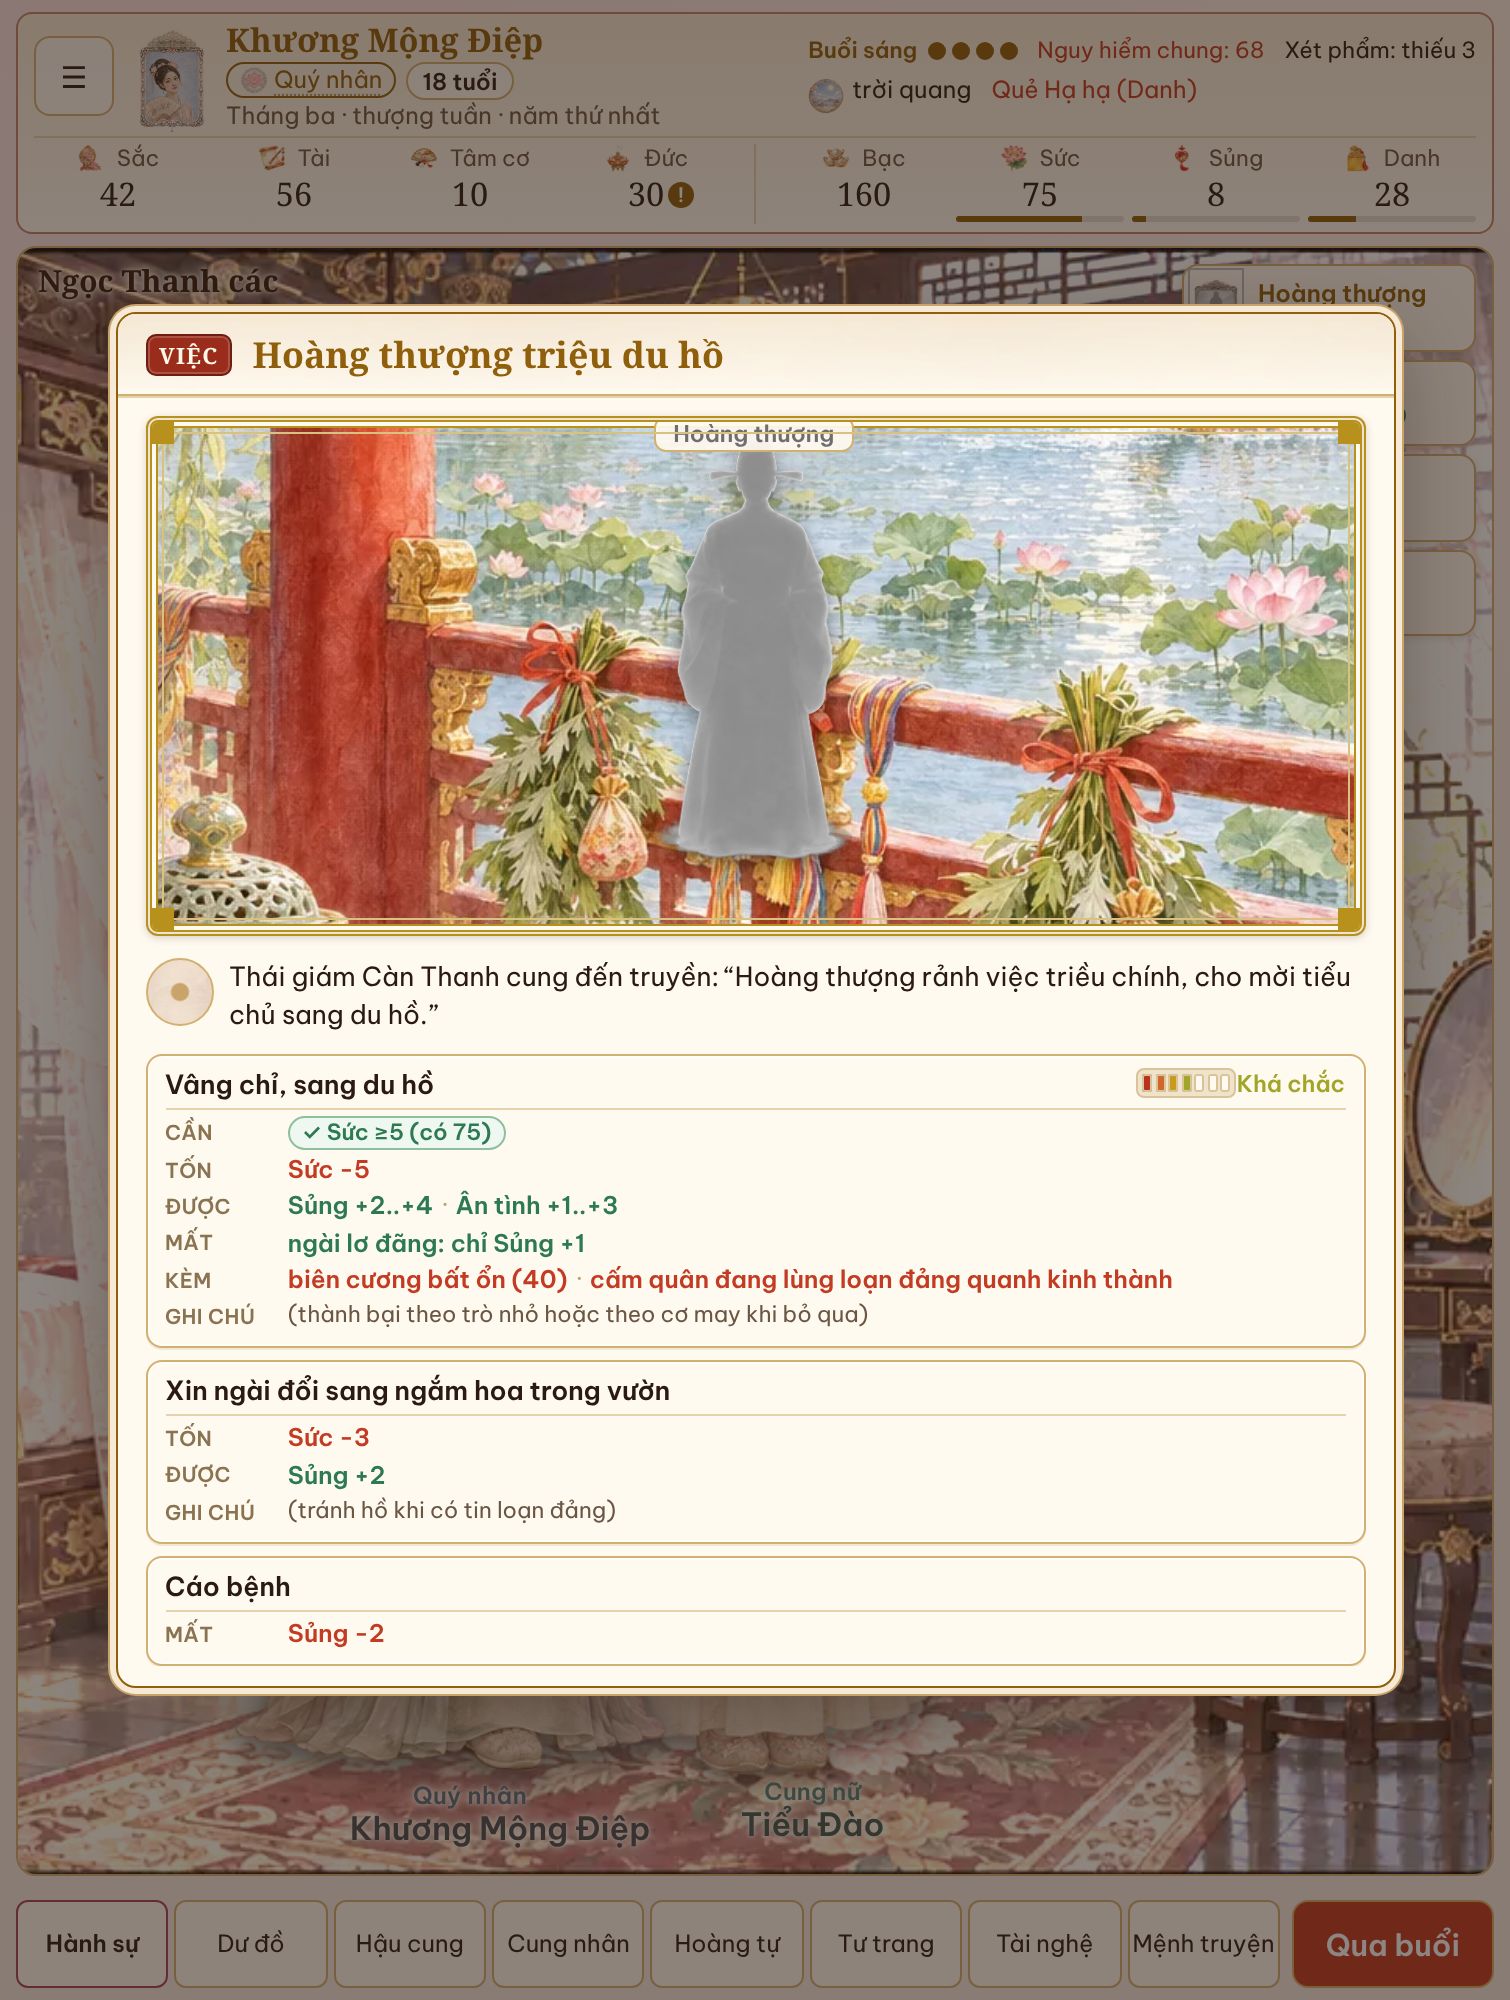 Khương Mộng Điệp
Quý nhân 18 tuổi
Tháng ba · thượng tuần · năm thứ nhất
Buổi sáng Nguy hiểm chung: 68 Xét phẩm: thiếu 3
trời quang Quẻ Hạ hạ (Danh)
Sắc Tài Tâm cơ Đức Bạc Sức Sủng Danh
42 56 10 30 ! 160 75 8 28
Ngọc Thanh các
Hoàng thượng
VIỆC Hoàng thượng triệu du hồ
Hoàng thượng
Thái giám Càn Thanh cung đến truyền: “Hoàng thượng rảnh việc triều chính, cho mời tiểu
chủ sang du hồ.”
Vâng chỉ, sang du hồ Khá chắc
CẦN ✓ Sức ≥5 (có 75)
TỐN Sức -5
ĐƯỢC Sủng +2..+4 · Ân tình +1..+3
MẤT ngài lơ đãng: chỉ Sủng +1
KÈM biên cương bất ổn (40) · cấm quân đang lùng loạn đảng quanh kinh thành
GHI CHÚ (thành bại theo trò nhỏ hoặc theo cơ may khi bỏ qua)
Xin ngài đổi sang ngắm hoa trong vườn
TỐN Sức -3
ĐƯỢC Sủng +2
GHI CHÚ (tránh hồ khi có tin loạn đảng)
Cáo bệnh
MẤT Sủng -2
Quý nhân Cung nữ
Khương Mộng Điệp Tiểu Đào
Hành sự Dư đồ Hậu cung Cung nhân Hoàng tự Tư trang Tài nghệ Mệnh truyện Qua buổi